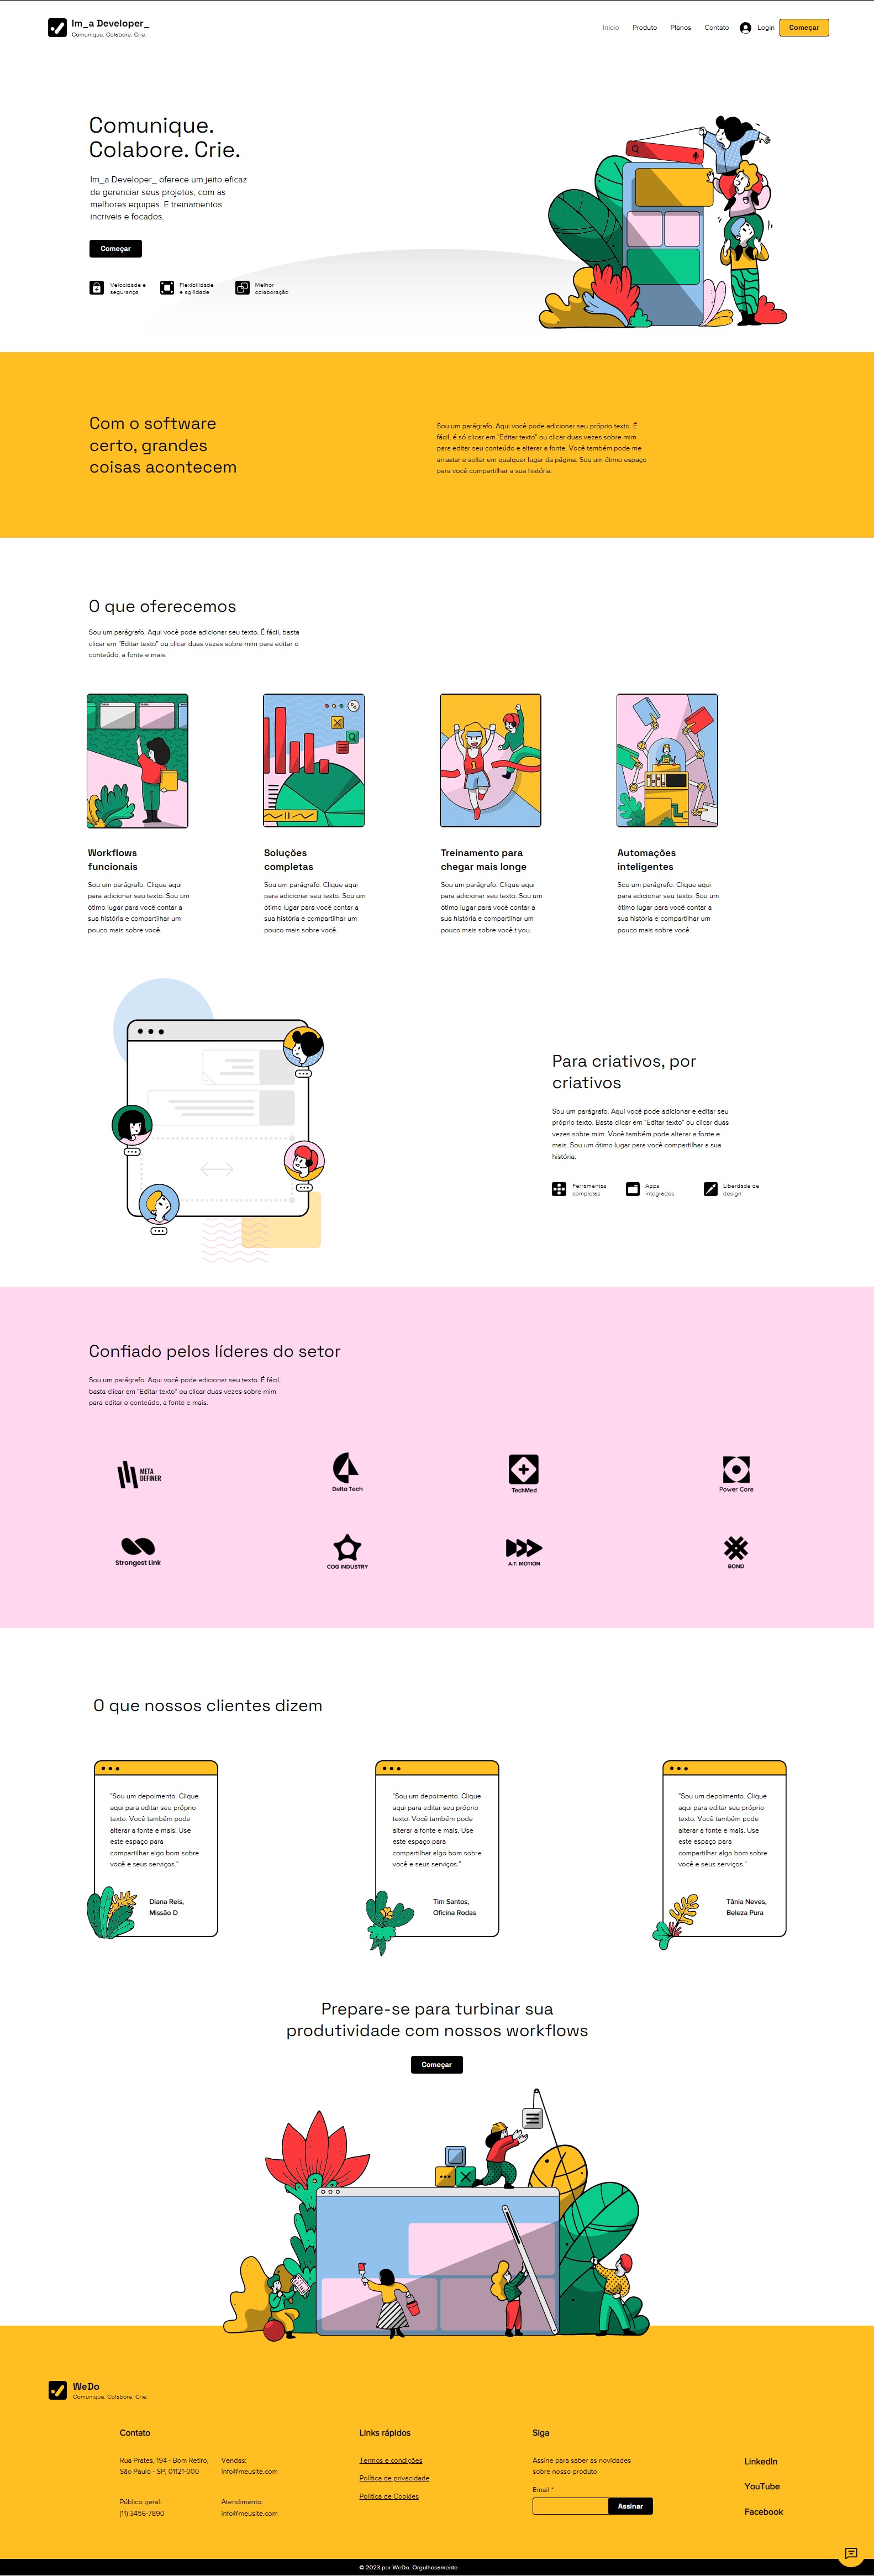 Im_a Developer_
Comunique. Colabore. Crie.
Início
Produto
Planos
Contato
Login
Começar
Comunique.
Colabore. Crie.
Im_a Developer_ oferece um jeito eficaz
de gerenciar seus projetos, com as
melhores equipes. E treinamentos
incríveis e focados.
Começar
Velocidade e
segurança
Flexibilidade
e agilidade
Melhor
colaboração
Com o software
certo, grandes
coisas acontecem
Sou um parágrafo. Aqui você pode adicionar seu próprio texto. É
fácil, é só clicar em "Editar texto" ou clicar duas vezes sobre mim
para editar seu conteúdo e alterar a fonte. Você também pode me
arrastar e soltar em qualquer lugar da página. Sou um ótimo espaço
para você compartilhar a sua história.
O que oferecemos
Sou um parágrafo. Aqui você pode adicionar seu texto. É fácil, basta
clicar em "Editar texto" ou clicar duas vezes sobre mim para editar o
conteúdo, a fonte e mais.
Workflows
funcionais
Sou um parágrafo. Clique aqui
para adicionar seu texto. Sou um
ótimo lugar para você contar a
sua história e compartilhar um
pouco mais sobre você.
Soluções
completas
Sou um parágrafo. Clique aqui
para adicionar seu texto. Sou um
ótimo lugar para você contar a
sua história e compartilhar um
pouco mais sobre você.
Treinamento para
chegar mais longe
Sou um parágrafo. Clique aqui
para adicionar seu texto. Sou um
ótimo lugar para você contar a
sua história e compartilhar um
pouco mais sobre você.t you.
Automações
inteligentes
Sou um parágrafo. Clique aqui
para adicionar seu texto. Sou um
ótimo lugar para você contar a
sua história e compartilhar um
pouco mais sobre você.
Para criativos, por
criativos
Sou um parágrafo. Aqui você pode adicionar e editar seu
próprio texto. Basta clicar em "Editar texto" ou clicar duas
vezes sobre mim. Você também pode alterar a fonte e
mais. Sou um ótimo lugar para você compartilhar a sua
história.
Ferramentas
completas
Apps
integrados
Liberdade de
design
Confiado pelos líderes do setor
Sou um parágrafo. Aqui você pode adicionar seu texto. É fácil,
basta clicar em "Editar texto" ou clicar duas vezes sobre mim
para editar o conteúdo, a fonte e mais.
META
DEFINER
Delta Tech
TechMed
Power Core
Strongest Link
COG INDUSTRY
A.T. MOTION
BOND
O que nossos clientes dizem
"Sou um depoimento. Clique
aqui para editar seu próprio
texto. Você também pode
alterar a fonte e mais. Use
este espaço para
compartilhar algo bom sobre
você e seus serviços."
Diana Reis,
Missão D
"Sou um depoimento. Clique
aqui para editar seu próprio
texto. Você também pode
alterar a fonte e mais. Use
este espaço para
compartilhar algo bom sobre
você e seus serviços."
Tim Santos,
Oficina Rodas
"Sou um depoimento. Clique
aqui para editar seu próprio
texto. Você também pode
alterar a fonte e mais. Use
este espaço para
compartilhar algo bom sobre
você e seus serviços."
Tânia Neves,
Beleza Pura
Prepare-se para turbinar sua
produtividade com nossos workflows
Começar
WeDo
Comunique. Colabore. Crie.
Contato
Rua Prates, 194 - Bom Retiro,
São Paulo - SP, 01121-000
Vendas:
info@meusite.com
Público geral:
(11) 3456-7890
Atendimento:
info@meusite.com
Links rápidos
Termos e condições
Política de privacidade
Política de Cookies
Siga
Assine para saber as novidades
sobre nosso produto
Email *
Assinar
LinkedIn
YouTube
Facebook
© 2023 por WeDo. Orgulhosamente